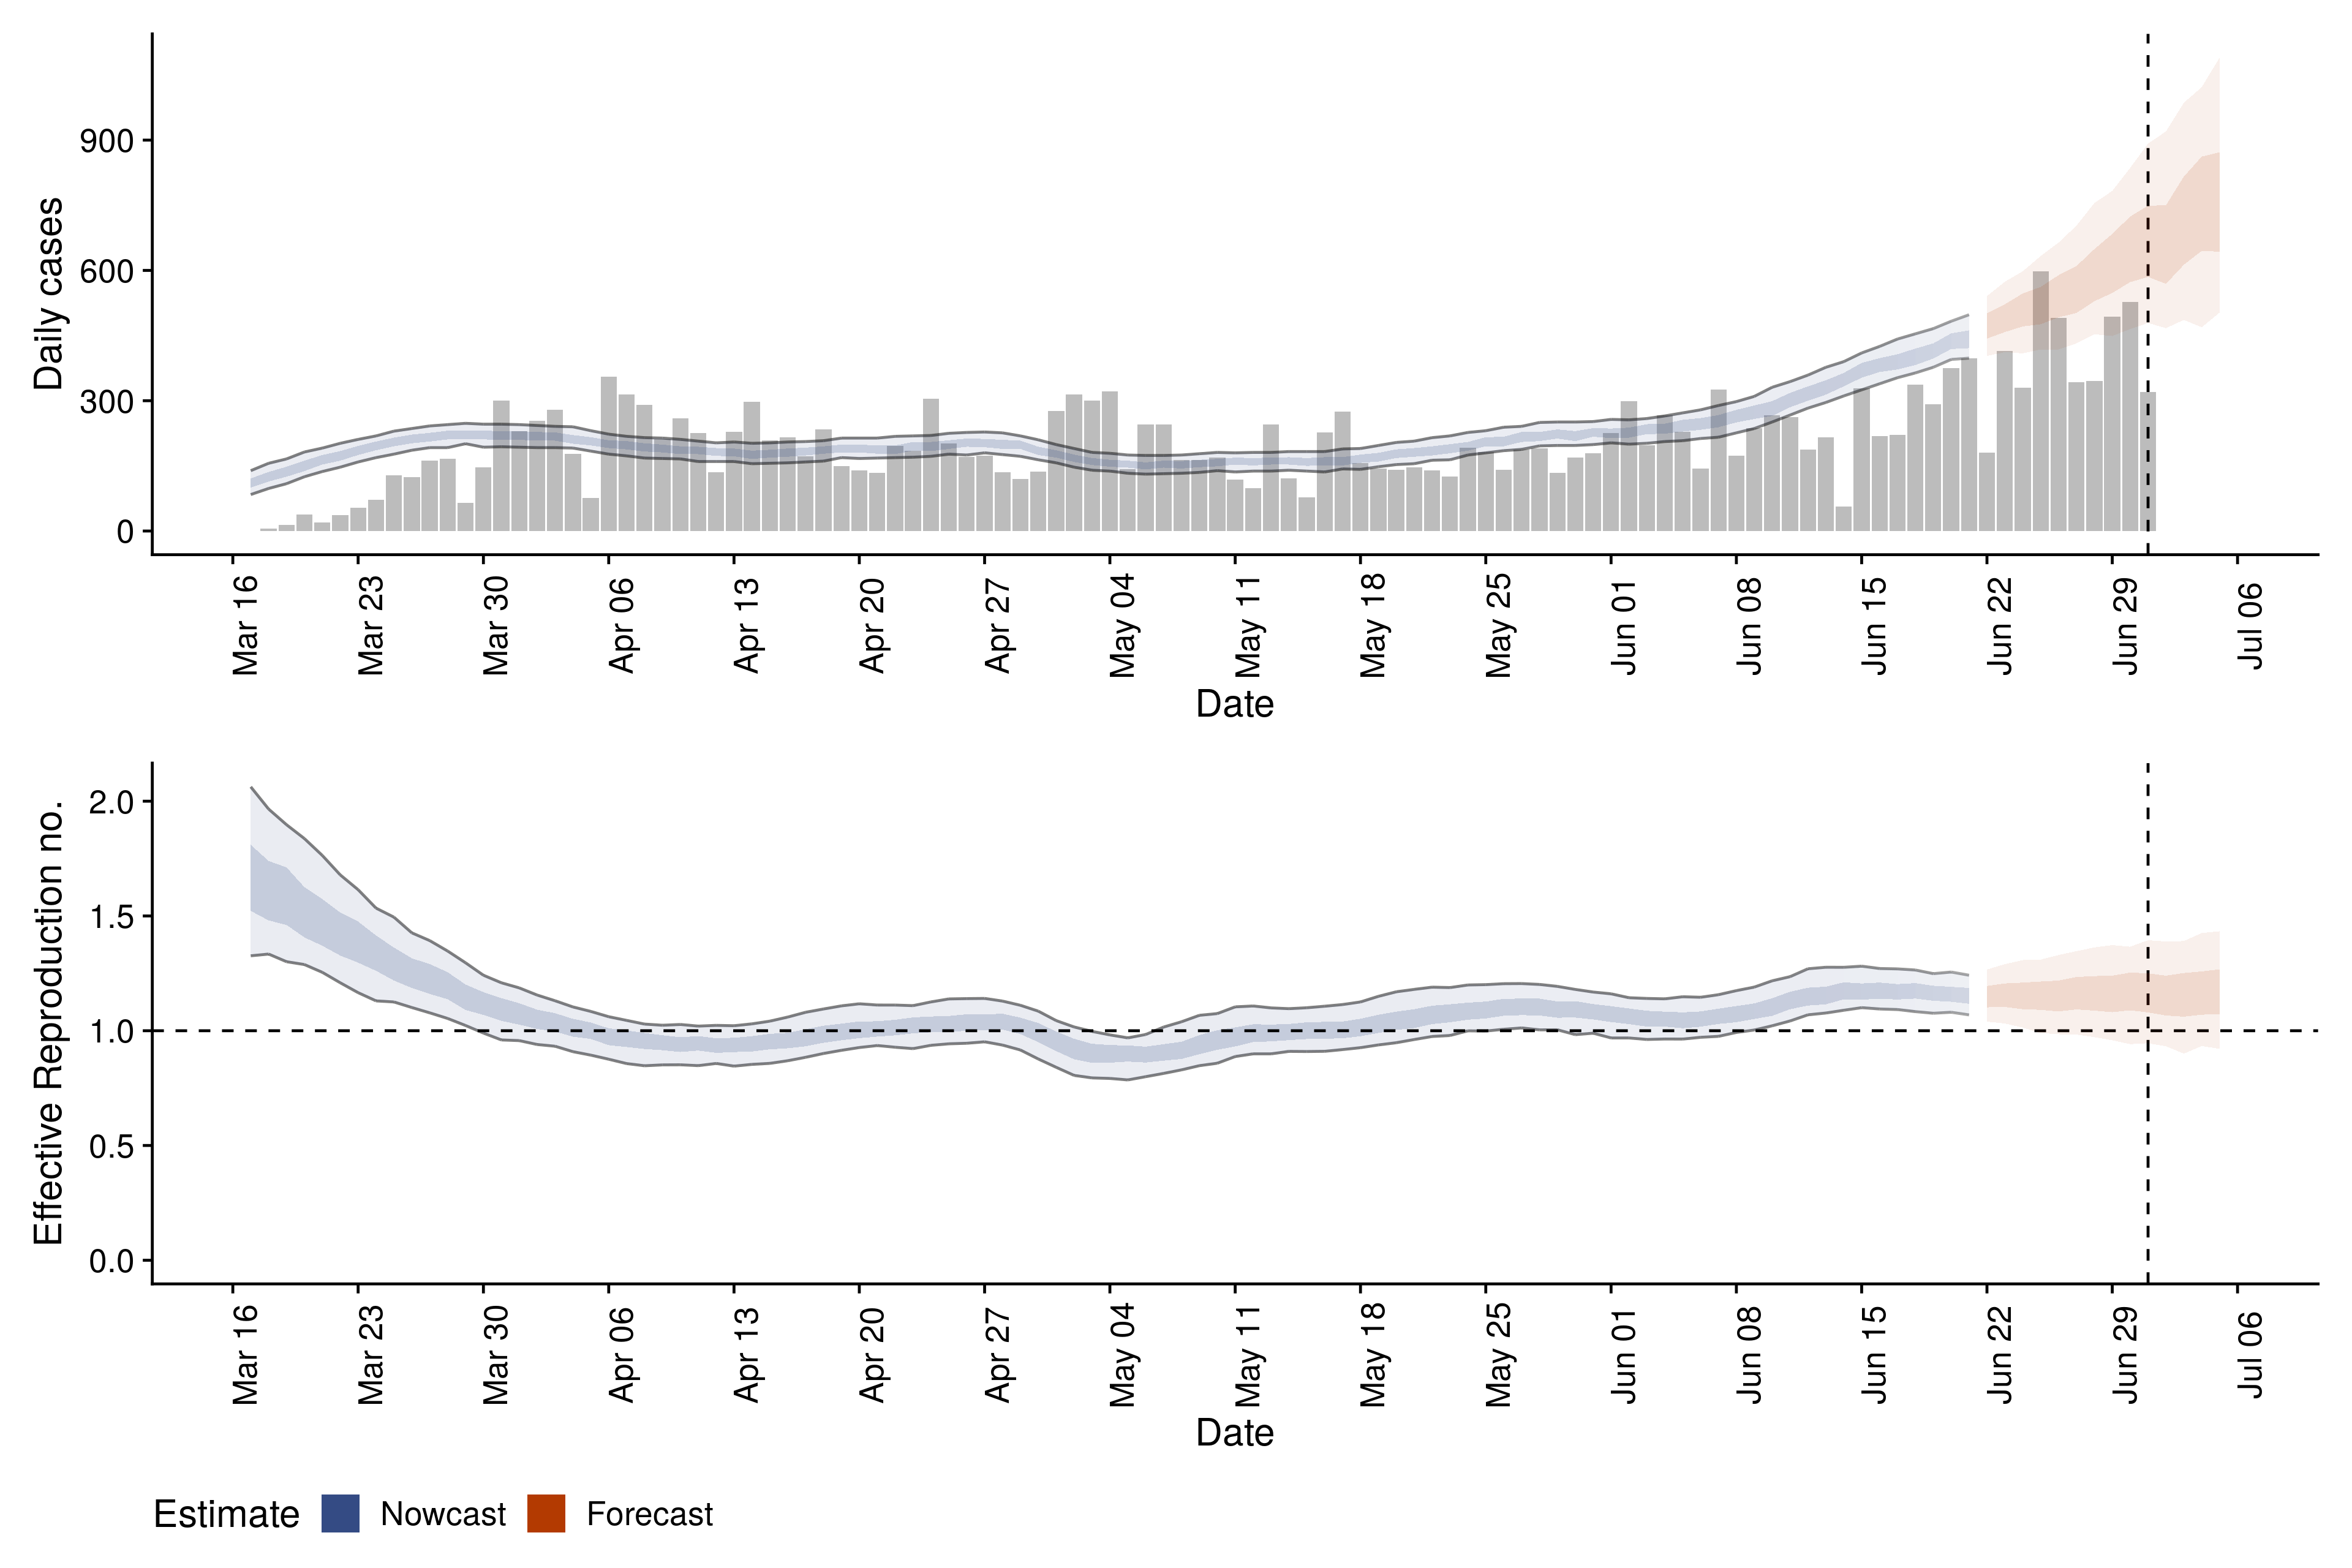 Daily cases
900
600
300
0
Mar 16
Mar 23
Mar 30
Apr 06
Apr 13
Apr 20
Apr 27
May 04
May 11
May 18
May 25
Jun 01
Jun 08
Jun 15
Jun 22
Jun 29
Jul 06
Date
Effective Reproduction no.
2.0
1.5
1.0
0.5
0.0
Mar 16
Mar 23
Mar 30
Apr 06
Apr 13
Apr 20
Apr 27
May 04
May 11
May 18
May 25
Jun 01
Jun 08
Jun 15
Jun 22
Jun 29
Jul 06
Date
Estimate Nowcast Forecast